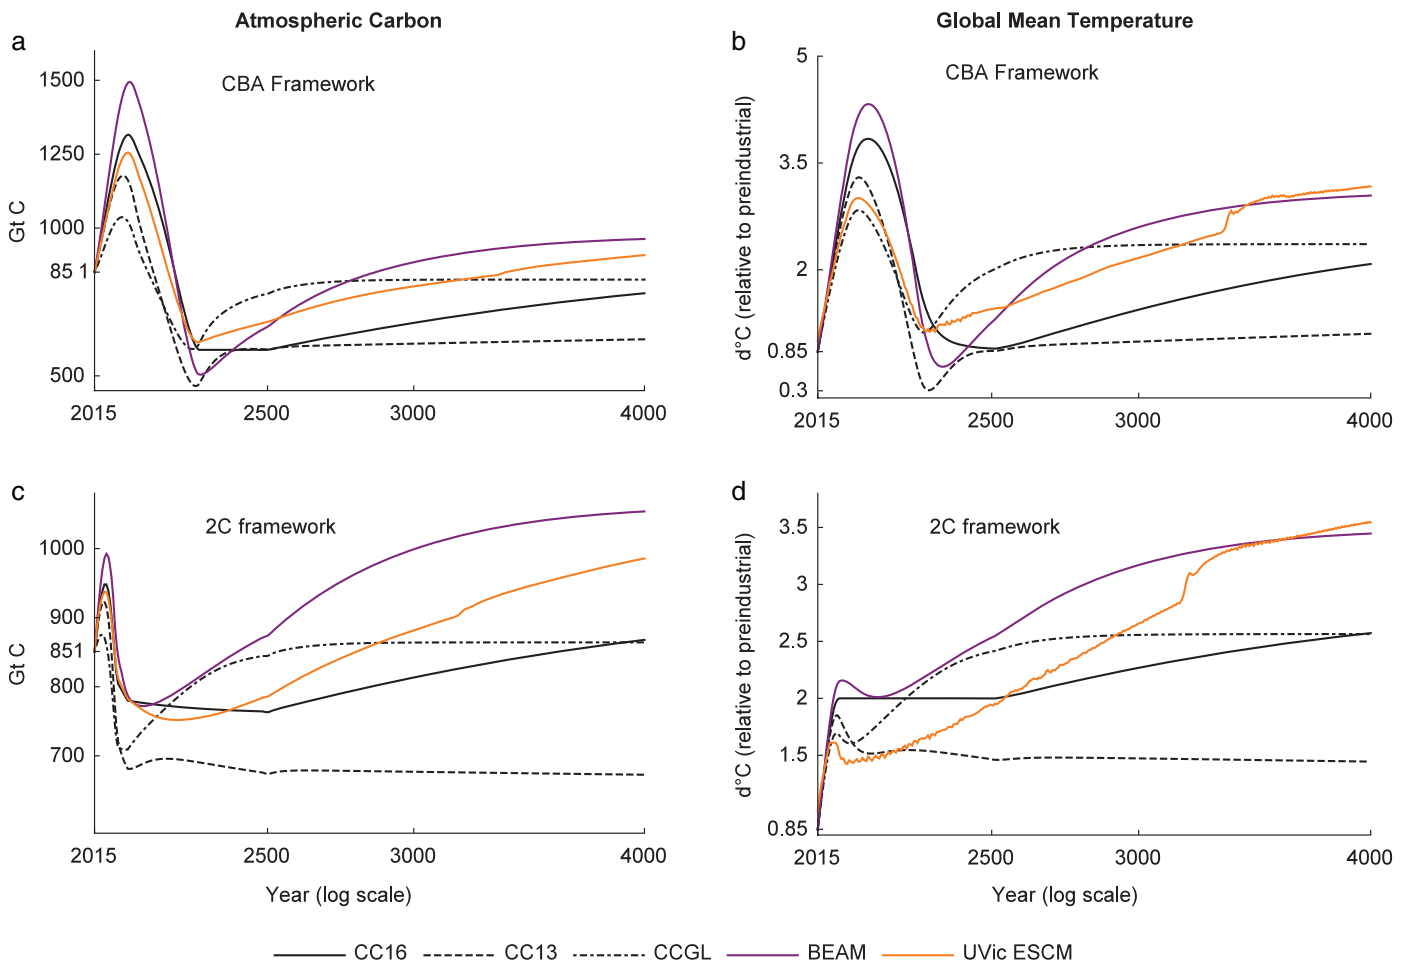 Atmospheric Carbon
Global Mean Temperature
a
CBA Framework
Gt C
1500
1250
1000
85 1
500
2015
2500
3000
4000
b
CBA Framework
d°C (relative to preindustrial)
5
3.5
2
0.85
0.3
2015
2500
3000
4000
c
2C framework
Gt C
1000
900
851
800
700
2015
2500
3000
4000
Year (log scale)
d
2C framework
d°C (relative to preindustrial)
3.5
3
2.5
2
1.5
0.85
2015
2500
3000
4000
Year (log scale)
CC16 CC13 CCGL BEAM UVic ESCM